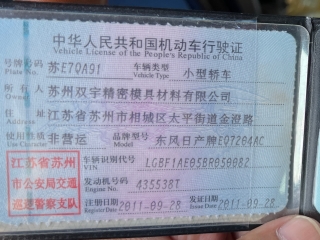 中华人民共和国机动车行驶证
Vehicle License of the People's Republic of China
号牌号码 苏E7QA91 车辆类型 小型轿车
Plate No. Vehicle Type
所有人 苏州双宇精密模具材料有限公司
Owner
住址 江苏省苏州市相城区太平街道金澄路
Address
使用性质 非营运 品牌型号 东风日产牌EQ7204AC
Use Character Model
江苏省苏州 车辆识别代号 LGBF1AE05BR050082
市公安局交通 VIN
巡逻警察支队 发动机号码 435538T
Engine No.
注册日期 2011-09-28 发证日期 2011-09-28
Register Date Issue Date